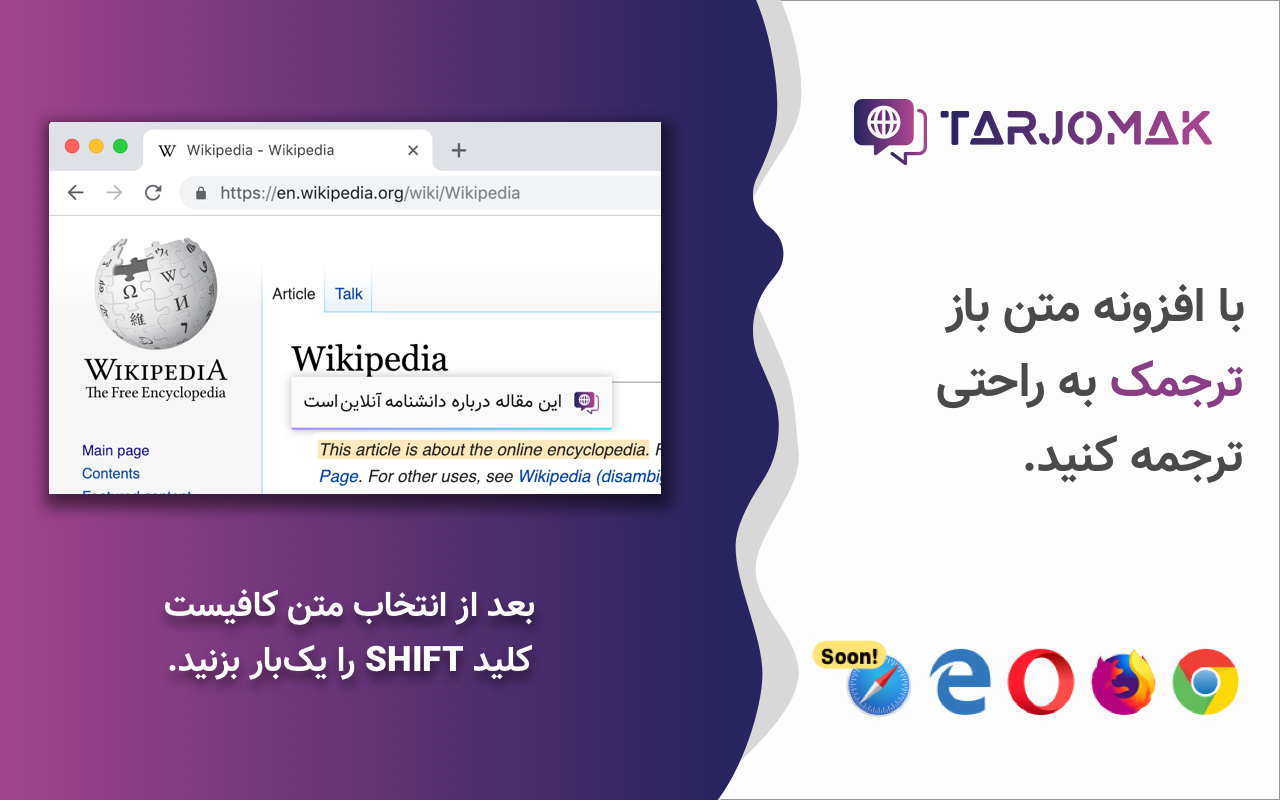 TARJOMAK
با افزونه متن باز
ترجمک به راحتی
ترجمه کنید.
Soon!
Wikipedia - Wikipedia
https://en.wikipedia.org/wiki/Wikipedia
WIKIPEDIA
The Free Encyclopedia
Main page
Contents
Featured content
Article
Talk
Wikipedia
این مقاله درباره دانشنامه آنلاین است
This article is about the online encyclopedia. F
Page. For other uses, see Wikipedia (disambig
بعد از انتخاب متن کافیست
کلید SHIFT را یک‌بار بزنید.